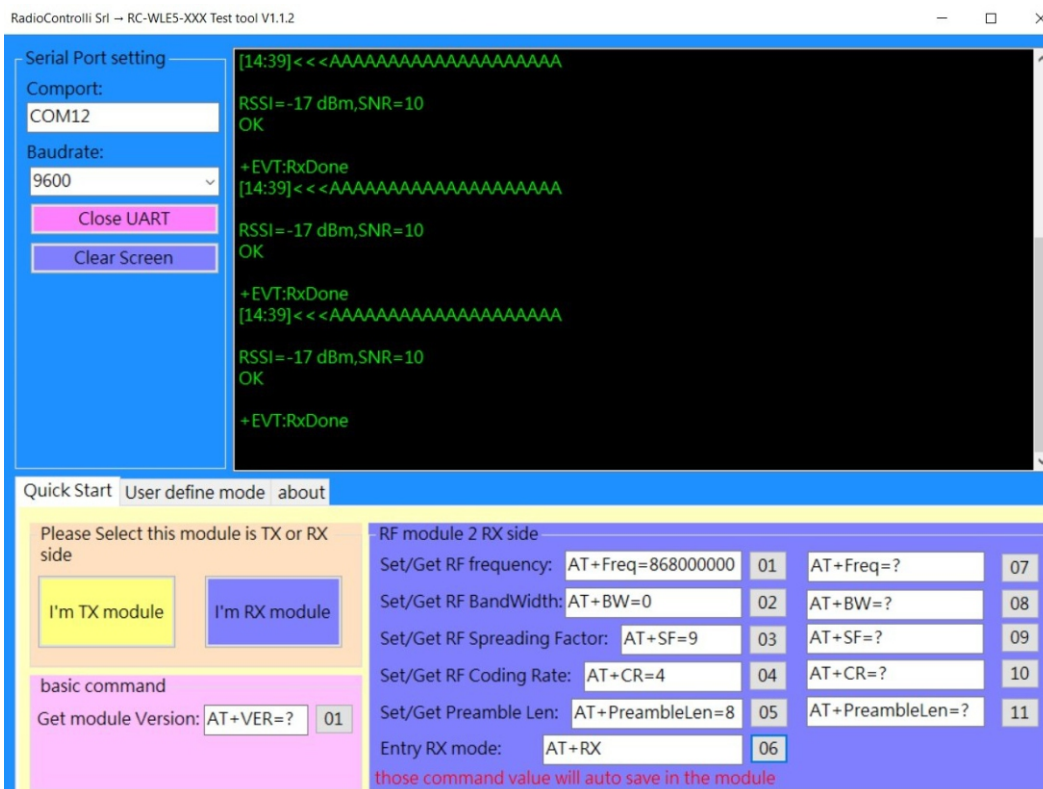 RadioControlli Srl → RC-WLE5-XXX Test tool V1.1.2
Serial Port setting
Comport:
COM12
Baudrate:
9600
Close UART
Clear Screen
[14:39]<<<AAAAAAAAAAAAAAAAAAAAA
RSSI=-17 dBm,SNR=10
OK
+EVT:RxDone
[14:39]<<<AAAAAAAAAAAAAAAAAAAAA
RSSI=-17 dBm,SNR=10
OK
+EVT:RxDone
[14:39]<<<AAAAAAAAAAAAAAAAAAAAA
RSSI=-17 dBm,SNR=10
OK
+EVT:RxDone
Quick Start User define mode about
Please Select this module is TX or RX
side
I'm TX module I'm RX module
basic command
Get module Version: AT+VER=? 01
RF module 2 RX side
Set/Get RF frequency: AT+Freq=868000000 01 AT+Freq=? 07
Set/Get RF BandWidth: AT+BW=0 02 AT+BW=? 08
Set/Get RF Spreading Factor: AT+SF=9 03 AT+SF=? 09
Set/Get RF Coding Rate: AT+CR=4 04 AT+CR=? 10
Set/Get Preamble Len: AT+PreambleLen=8 05 AT+PreambleLen=? 11
Entry RX mode: AT+RX 06
those command value will auto save in the module